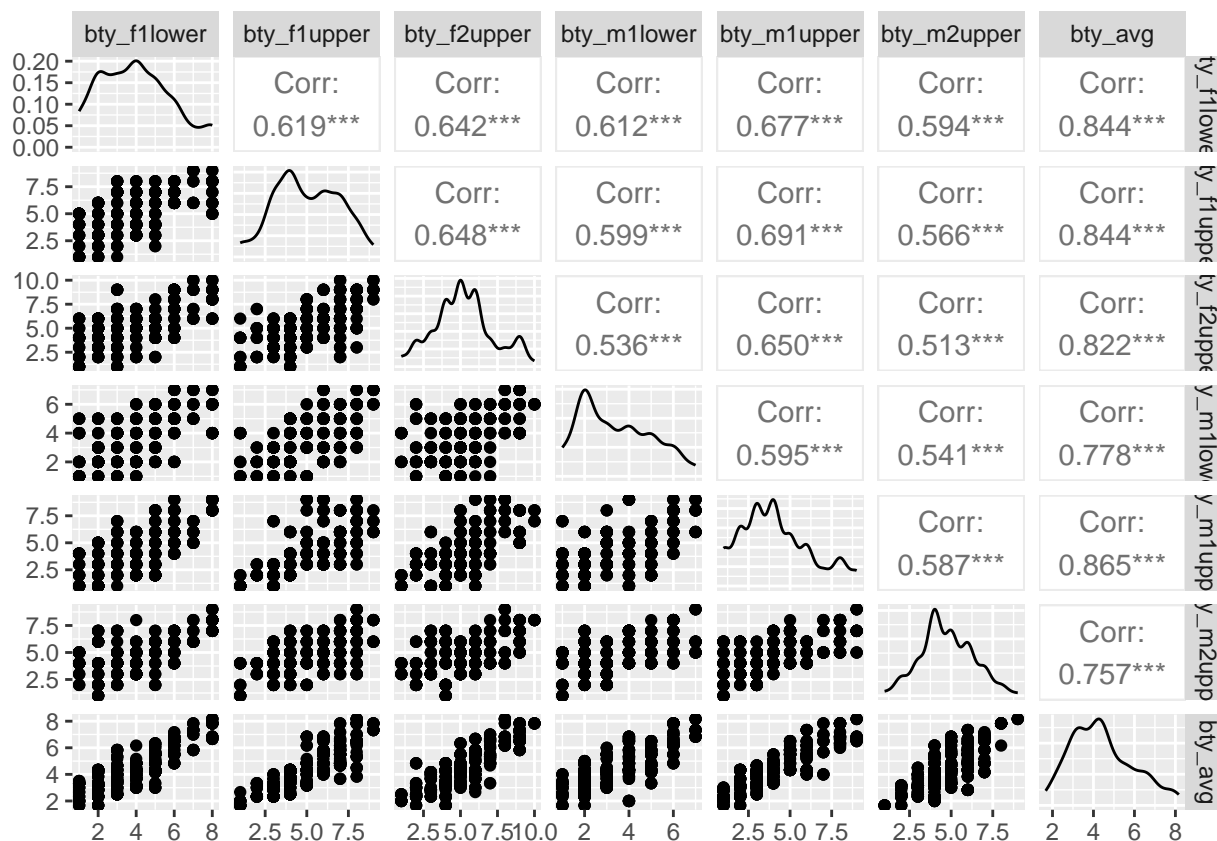 bty_f1lower bty_f1upper bty_f2upper bty_m1lower bty_m1upper bty_m2upper bty_avg
0.20
0.15
0.10
0.05
0.00
Corr: Corr: Corr: Corr: Corr: Corr:
0.619*** 0.642*** 0.612*** 0.677*** 0.594*** 0.844***
ty_f1lowe
7.5
5.0
2.5
Corr: Corr: Corr: Corr: Corr:
0.648*** 0.599*** 0.691*** 0.566*** 0.844***
ty_f1uppe
10.0
7.5
5.0
2.5
Corr: Corr: Corr: Corr:
0.536*** 0.650*** 0.513*** 0.822***
ty_f2uppe
6
4
2
Corr: Corr: Corr:
0.595*** 0.541*** 0.778***
y_m1low
7.5
5.0
2.5
Corr: Corr:
0.587*** 0.865***
y_m1upp
7.5
5.0
2.5
Corr:
0.757***
y_m2upp
8
6
4
2
bty_avg
2 4 6 8 2.5 5.0 7.5 2.5 5.0 7.5 10.0 2 4 6 2.5 5.0 7.5 2.5 5.0 7.5 2 4 6 8